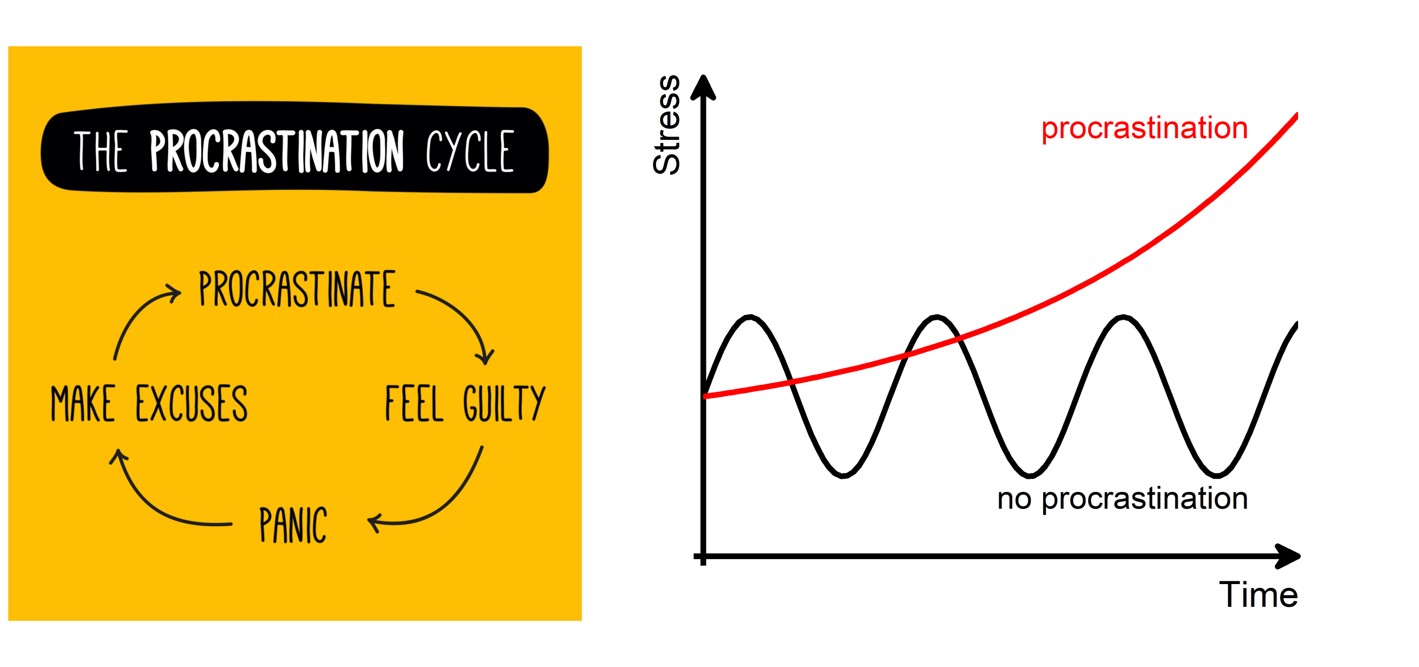 THE PROCRASTINATION CYCLE
PROCRASTINATE
MAKE EXCUSES
FEEL GUILTY
PANIC
Stress
procrastination
no procrastination
Time